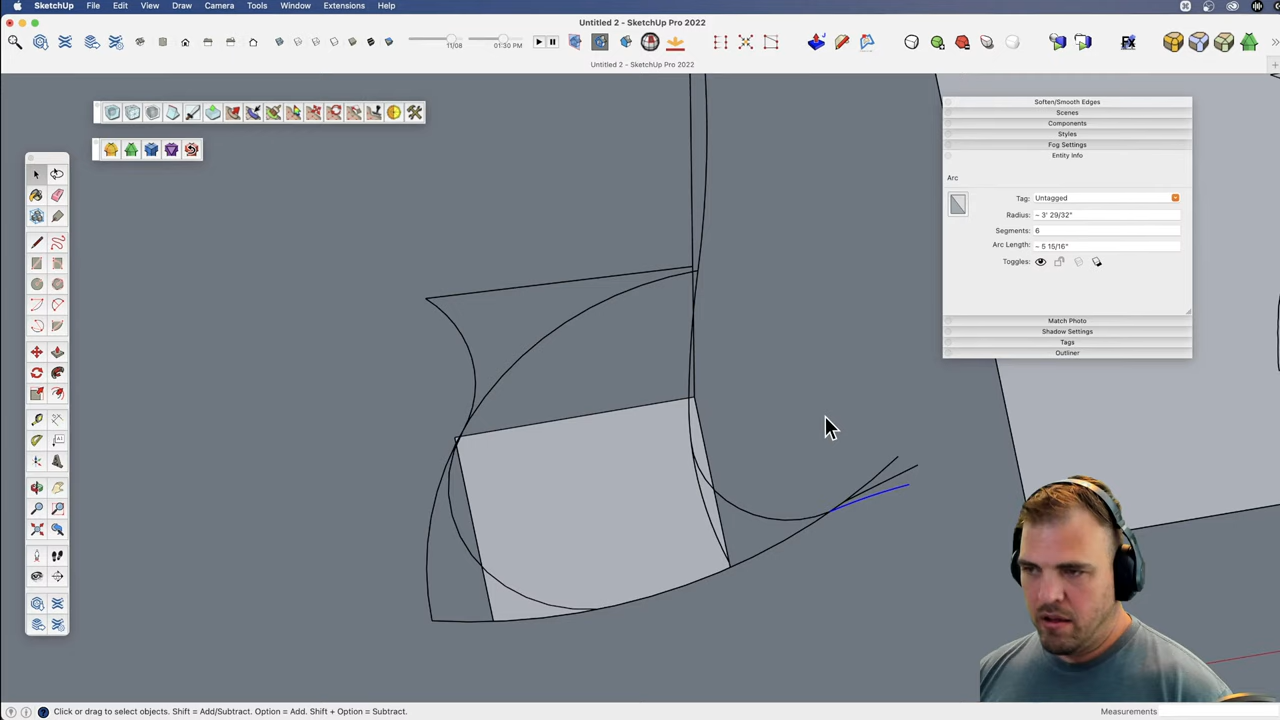 SketchUp File Edit View Draw Camera Tools Window Extensions Help
Untitled 2 - SketchUp Pro 2022
11/08 01:30 PM
Untitled 2 - SketchUp Pro 2022
Soften/Smooth Edges
Scenes
Components
Styles
Fog Settings
Entity Info
Arc
Tag: Untagged
Radius: ~ 3' 29/32"
Segments: 6
Arc Length: ~ 5 15/16"
Toggles:
Match Photo
Shadow Settings
Tags
Outliner
Click or drag to select objects. Shift = Add/Subtract. Option = Add. Shift + Option = Subtract.
Measurements